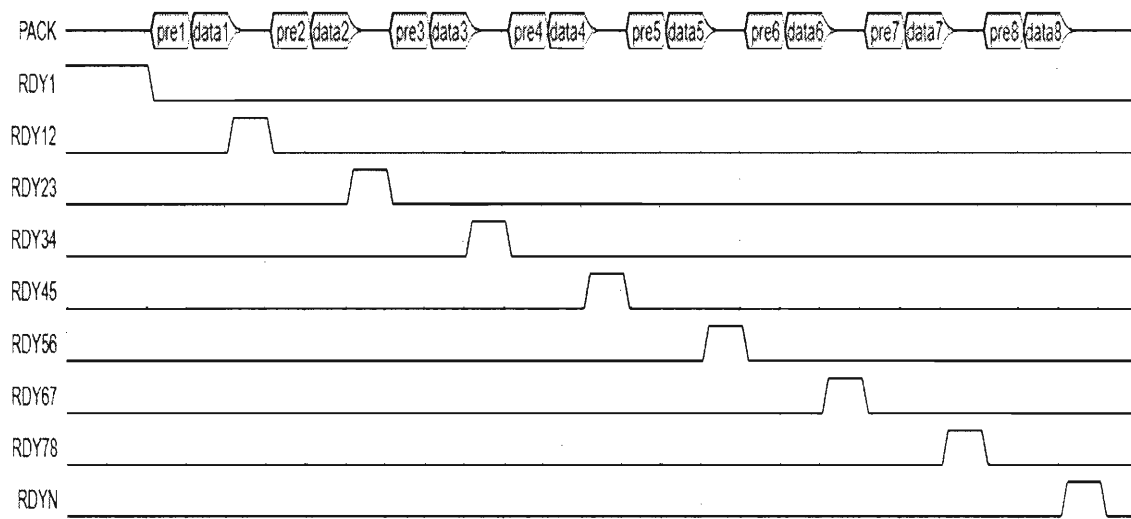 PACK pre1 data1 pre2 data2 pre3 data3 pre4 data4 pre5 data5 pre6 data6 pre7 data7 pre8 data8
RDY1
RDY12
RDY23
RDY34
RDY45
RDY56
RDY67
RDY78
RDYN